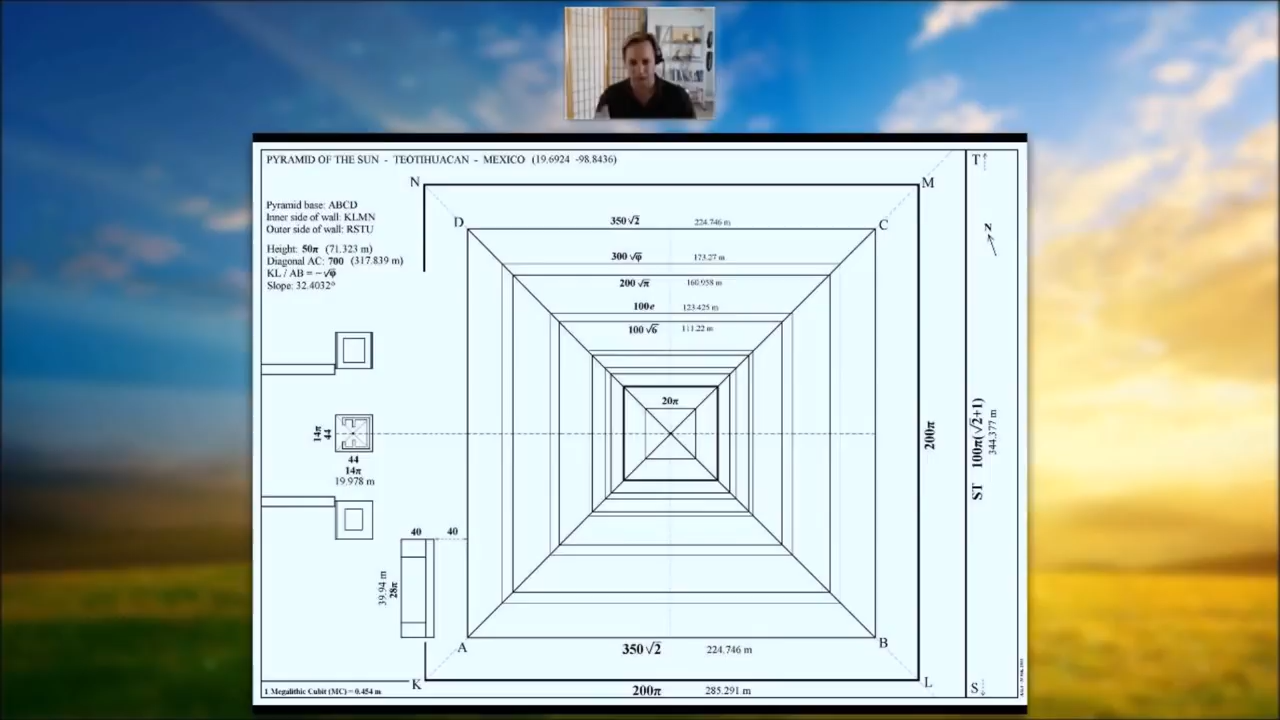 PYRAMID OF THE SUN - TEOTIHUACAN - MEXICO (19.6924 -98.8436)
T
N
M
Pyramid base: ABCD
Inner side of wall: KLMN
Outer side of wall: RSTU
D
350√2 224.746 m
C
N
Height: 50π (71.323 m)
Diagonal AC: 700 (317.839 m)
KL / AB = ~√φ
Slope: 32.4032°
300√φ 173.27 m
200√π 160.958 m
100e 123.425 m
100√6 111.22 m
20π
14π
44
44
14π
19.978 m
200π
ST 100π(√2+1)
344.377 m
40 40
39.94 m
28π
A
350√2 224.746 m
B
K
200π 285.291 m
L
S
1 Megalithic Cubit (MC) = 0.454 m